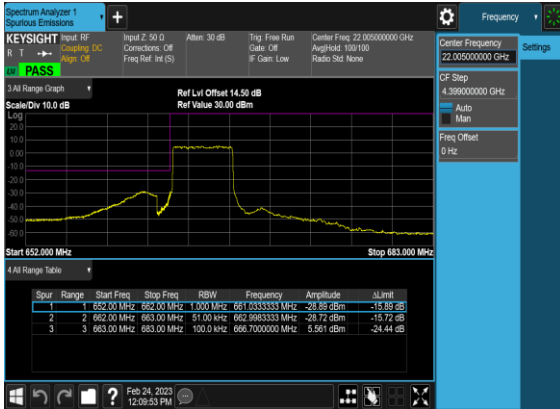 Spectrum Analyzer 1
Spurious Emissions
+
Frequency
KEYSIGHT Input: RF Input Z: 50 Ω Atten: 30 dB Trig: Free Run Center Freq: 22.005000000 GHz
R T Coupling: DC Corrections: Off Gate: Off Avg|Hold: 100/100
Align: Off Freq Ref: Int (S) IF Gain: Low Radio Std: None
PASS
Center Frequency
22.005000000 GHz
Settings
CF Step
4.399000000 GHz
Auto
Man
Freq Offset
0 Hz
3 All Range Graph
Ref Lvl Offset 14.50 dB
Scale/Div 10.0 dB Ref Value 30.00 dBm
Log
20.0
10.0
0.00
-10.0
-20.0
-30.0
-40.0
-50.0
-60.0
Start 652.000 MHz Stop 683.000 MHz
4 All Range Table
Spur Range Start Freq Stop Freq RBW Frequency Amplitude ΔLimit
1 1 652.00 MHz 662.00 MHz 1.000 MHz 661.0333333 MHz -28.89 dBm -15.89 dB
2 2 662.00 MHz 663.00 MHz 51.00 kHz 662.9983333 MHz -28.72 dBm -15.72 dB
3 3 663.00 MHz 683.00 MHz 100.0 kHz 666.7000000 MHz 5.561 dBm -24.44 dB
?
Feb 24, 2023
12:09:53 PM